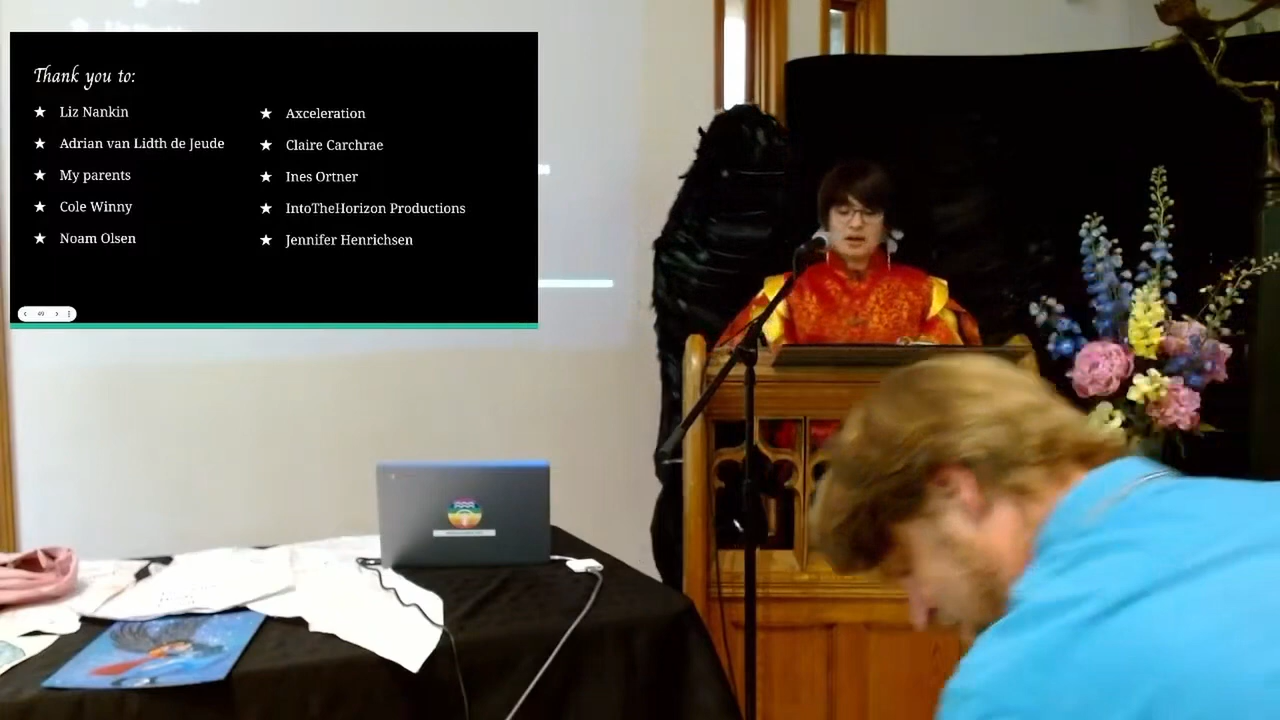 Thank you to:
★ Liz Nankin
★ Adrian van Lidth de Jeude
★ My parents
★ Cole Winny
★ Noam Olsen
★ Axceleration
★ Claire Carchrae
★ Ines Ortner
★ IntoTheHorizon Productions
★ Jennifer Henrichsen
49